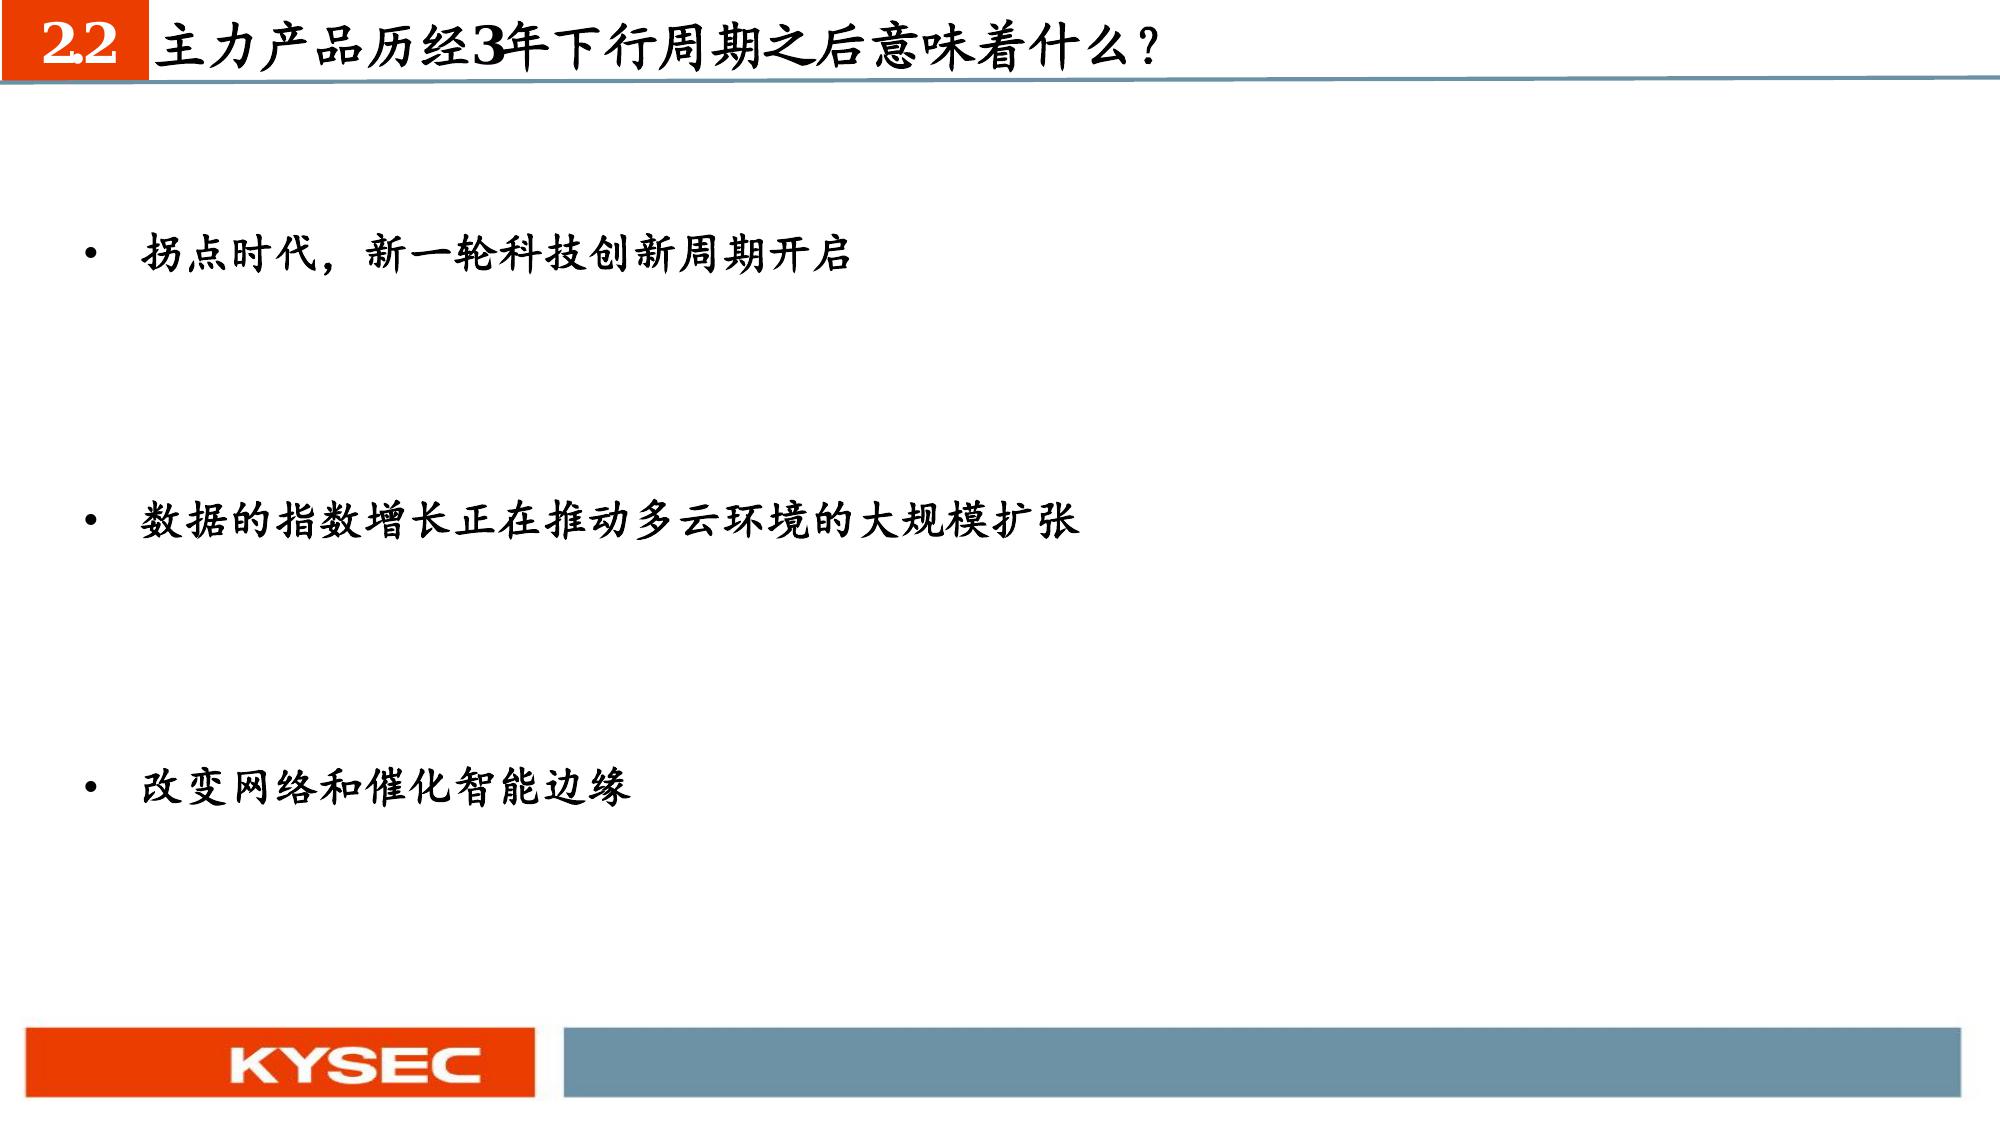 2.2 主力产品历经3年下行周期之后意味着什么？
• 拐点时代，新一轮科技创新周期开启
• 数据的指数增长正在推动多云环境的大规模扩张
• 改变网络和催化智能边缘
KYSEC